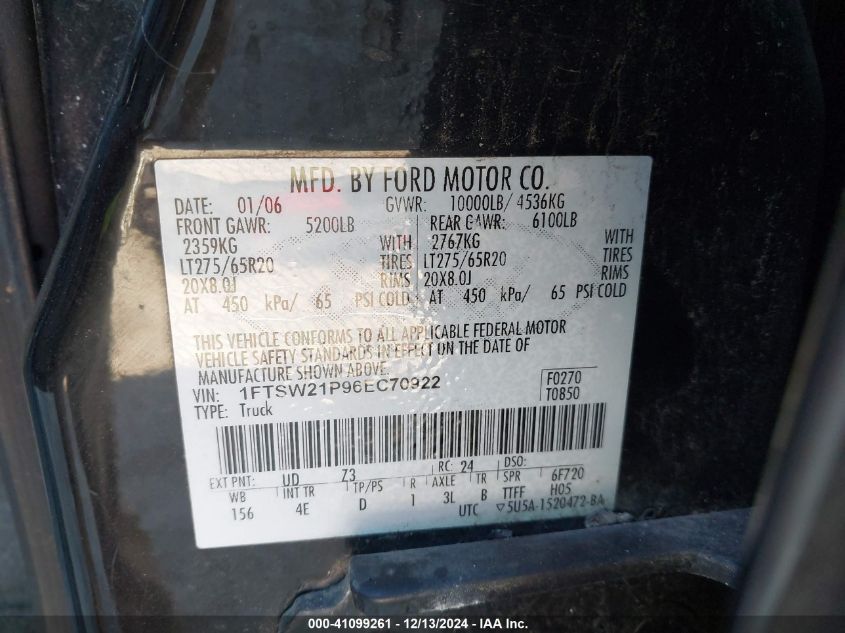 MFD. BY FORD MOTOR CO.
DATE: 01/06 GVWR: 10000LB/ 4536KG
FRONT GAWR: 5200LB REAR GAWR: 6100LB
2359KG WITH 2767KG WITH
LT275/65R20 TIRES LT275/65R20 TIRES
20X8.0J RIMS 20X8.0J RIMS
AT 450 kPa/ 65 PSI COLD AT 450 kPa/ 65 PSI COLD
THIS VEHICLE CONFORMS TO ALL APPLICABLE FEDERAL MOTOR
VEHICLE SAFETY STANDARDS IN EFFECT ON THE DATE OF
MANUFACTURE SHOWN ABOVE.
VIN: 1FTSW21P96EC70922 F0270
TYPE: Truck T0850
EXT PNT: UD Z3 RC: 24 DSO:
WB INT TR TP/PS R AXLE TR SPR 6F720
156 4E D 1 3L B TTFF H05
UTC ▽5U5A-1520472-BA
000-41099261 - 12/13/2024 - IAA Inc.